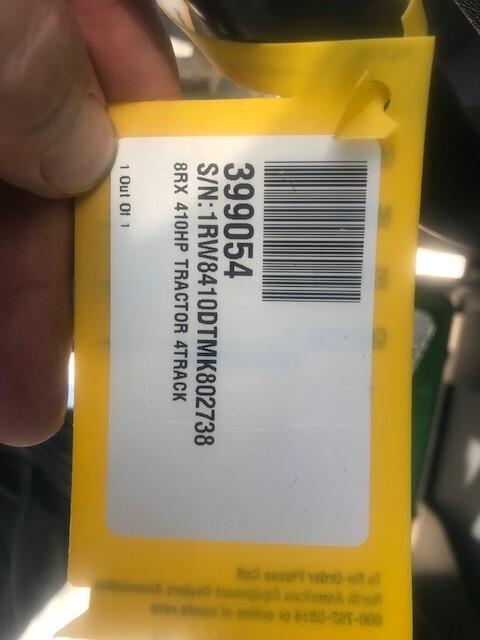 399054
S/N:1RW8410DTMK802738
8RX 410HP TRACTOR 4TRACK
1 Out Of 1
To Re-Order Please Call
North American Equipment Dealers Association
or online at